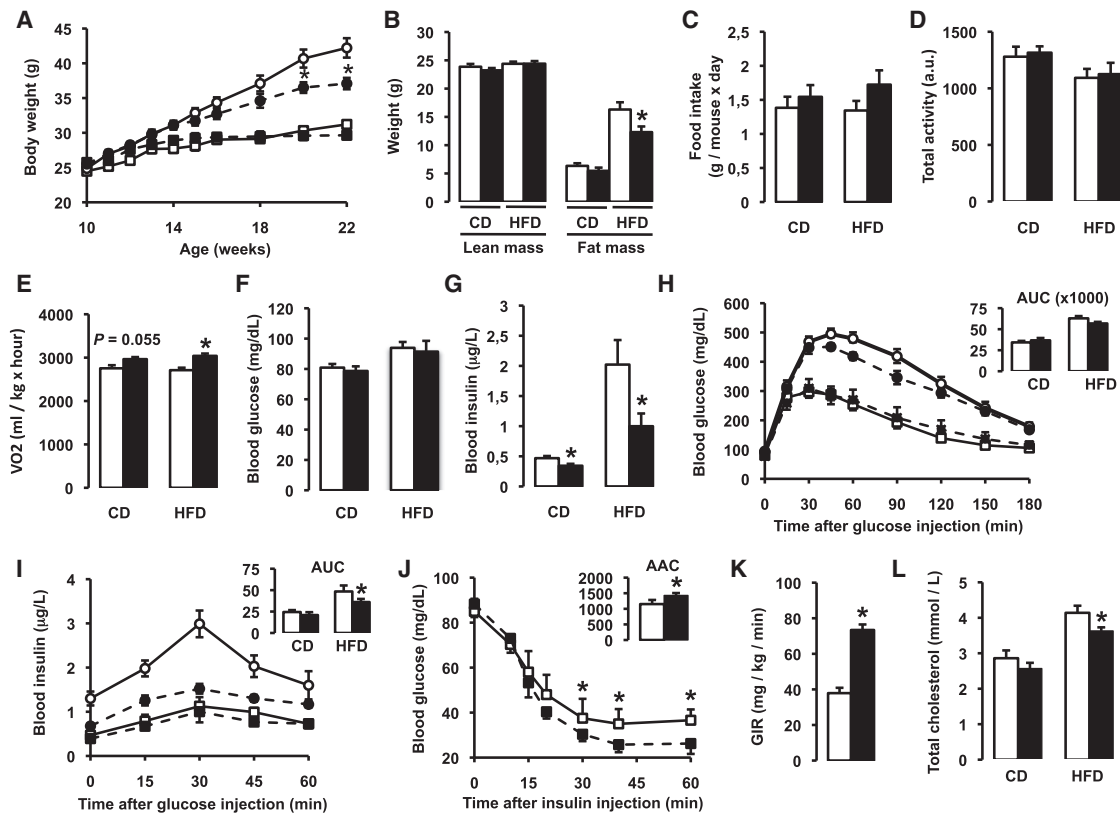 A
Body weight (g)
45
40
35
30
25
20
*
*
10
14
18
22
Age (weeks)
B
Weight (g)
30
25
20
15
10
5
0
*
CD
HFD
CD
HFD
Lean mass
Fat mass
C
Food intake
(g / mouse x day)
2,5
2
1.5
1
0,5
0
CD
HFD
D
Total activity (a.u.)
1500
1000
500
0
CD
HFD
E
VO2 (ml / kg x hour)
4000
3000
2000
1000
0
P = 0.055
*
CD
HFD
F
Blood glucose (mg/dL)
120
100
80
60
40
20
0
CD
HFD
G
Blood insulin (µg/L)
3
2,5
2
1,5
1
0,5
0
*
*
CD
HFD
H
Blood glucose (mg/dL)
600
500
400
300
200
100
0
0
30
60
90
120
150
180
Time after glucose injection (min)
AUC (x1000)
75
50
25
0
CD
HFD
I
Blood insulin (µg/L)
4
3
2
1
0
0
15
30
45
60
Time after glucose injection (min)
AUC
75
50
25
0
*
CD
HFD
J
Blood glucose (mg/dL)
100
80
60
40
20
*
*
*
0
15
30
45
60
Time after insulin injection (min)
AAC
2000
1500
1000
500
0
*
K
GIR (mg / kg / min)
100
80
60
40
20
0
*
L
Total cholesterol (mmol / L)
5
4
3
2
1
0
*
CD
HFD